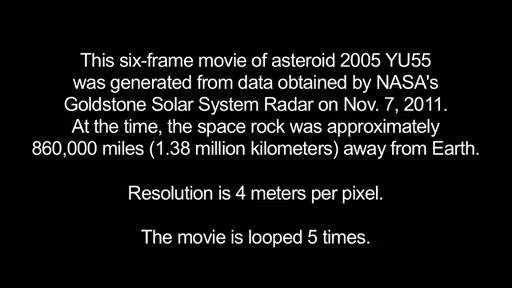 This six-frame movie of asteroid 2005 YU55
was generated from data obtained by NASA's
Goldstone Solar System Radar on Nov. 7, 2011.
At the time, the space rock was approximately
860,000 miles (1.38 million kilometers) away from Earth.
Resolution is 4 meters per pixel.
The movie is looped 5 times.